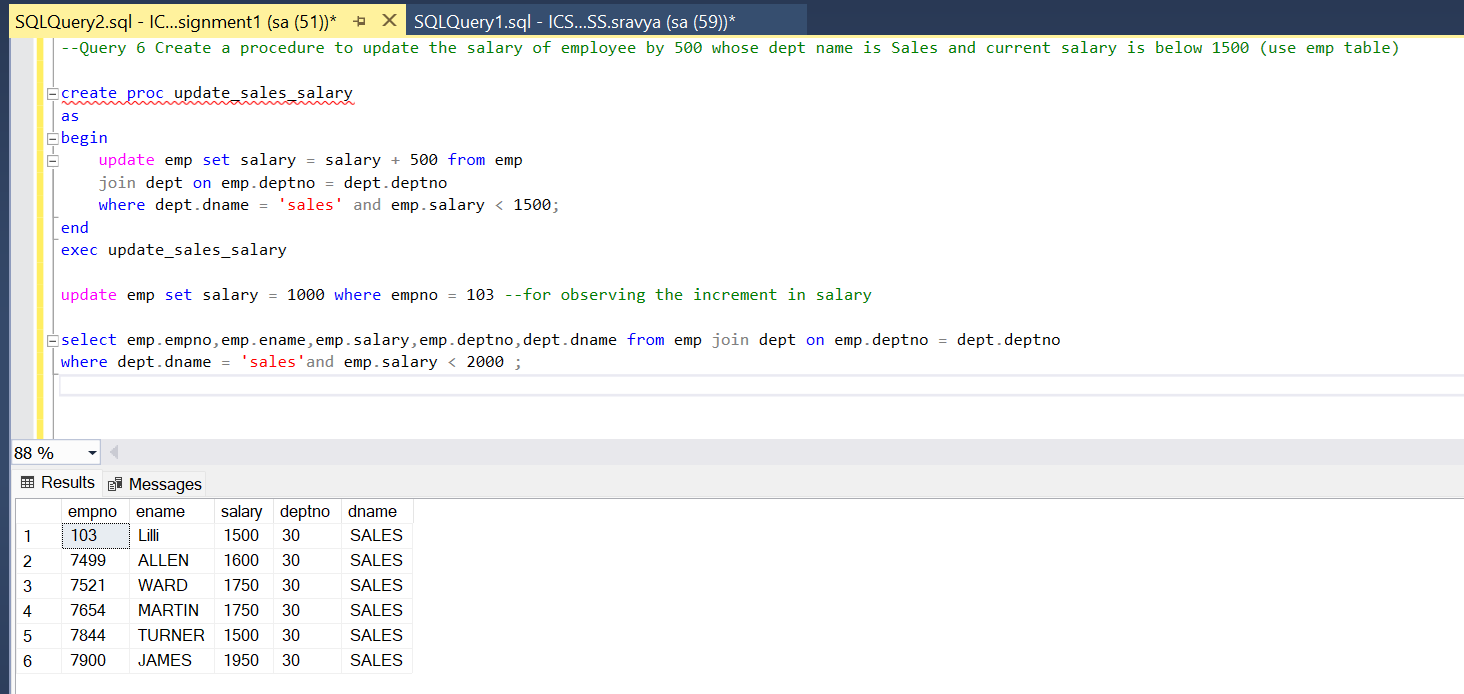 SQLQuery2.sql - IC...signment1 (sa (51))* SQLQuery1.sql - ICS...SS.sravya (sa (59))*
--Query 6 Create a procedure to update the salary of employee by 500 whose dept name is Sales and current salary is below 1500 (use emp table)
create proc update_sales_salary
as
begin
update emp set salary = salary + 500 from emp
join dept on emp.deptno = dept.deptno
where dept.dname = 'sales' and emp.salary < 1500;
end
exec update_sales_salary
update emp set salary = 1000 where empno = 103 --for observing the increment in salary
select emp.empno,emp.ename,emp.salary,emp.deptno,dept.dname from emp join dept on emp.deptno = dept.deptno
where dept.dname = 'sales'and emp.salary < 2000 ;
88 %
Results Messages
empno ename salary deptno dname
1 103 Lilli 1500 30 SALES
2 7499 ALLEN 1600 30 SALES
3 7521 WARD 1750 30 SALES
4 7654 MARTIN 1750 30 SALES
5 7844 TURNER 1500 30 SALES
6 7900 JAMES 1950 30 SALES